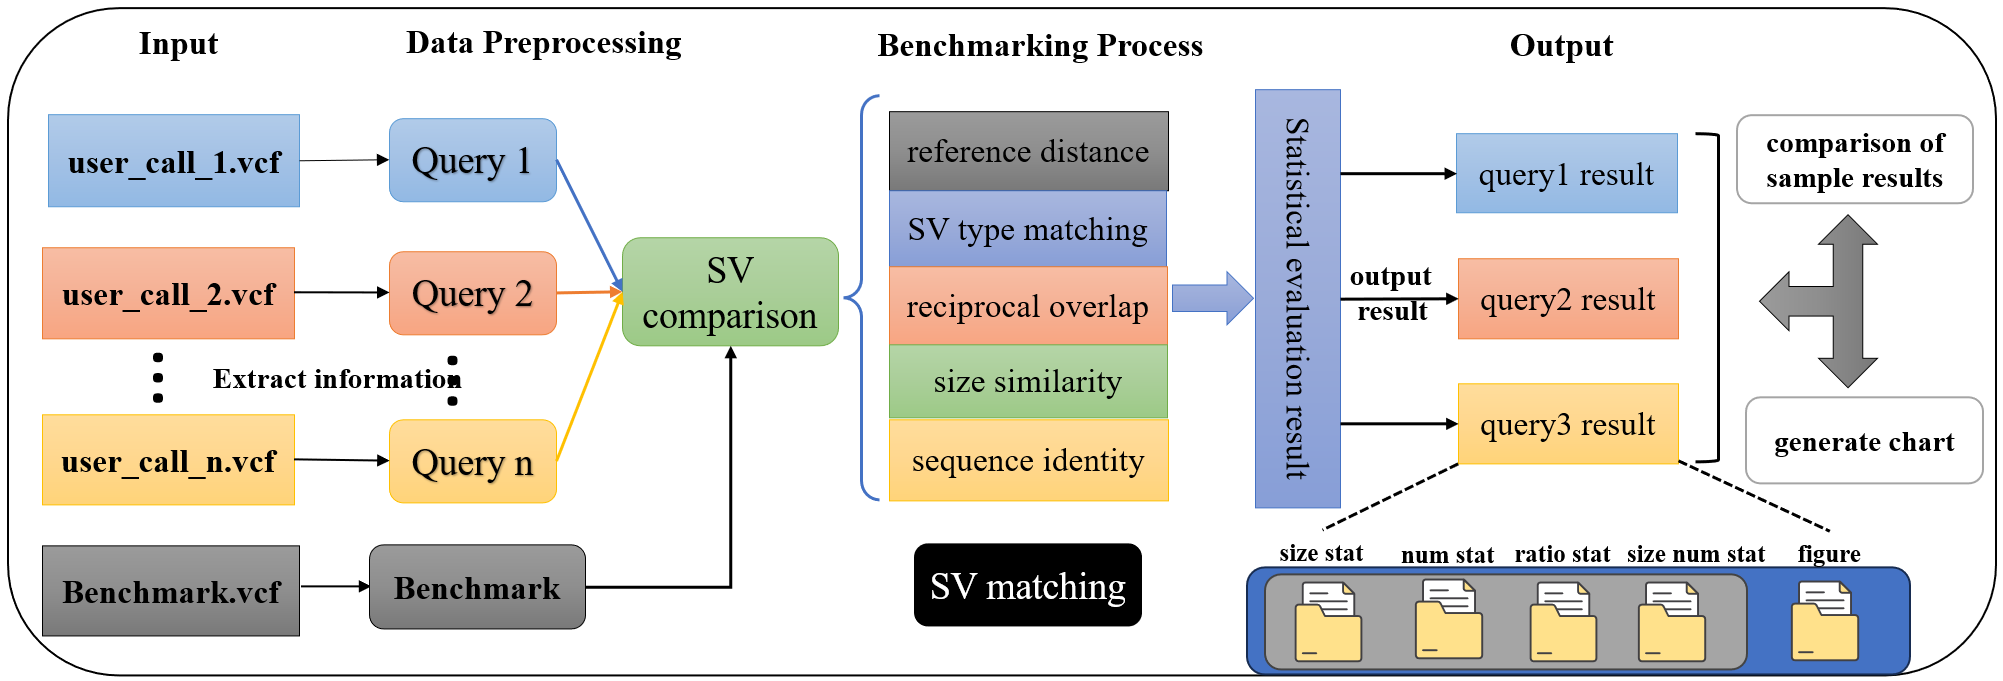 Input
Data Preprocessing
Benchmarking Process
Output
user_call_1.vcf
Query 1
user_call_2.vcf
Query 2
Extract information
user_call_n.vcf
Query n
Benchmark.vcf
Benchmark
SV
comparison
reference distance
SV type matching
reciprocal overlap
size similarity
sequence identity
SV matching
Statistical evaluation result
output
result
query1 result
query2 result
query3 result
comparison of
sample results
generate chart
size stat
num stat
ratio stat
size num stat
figure